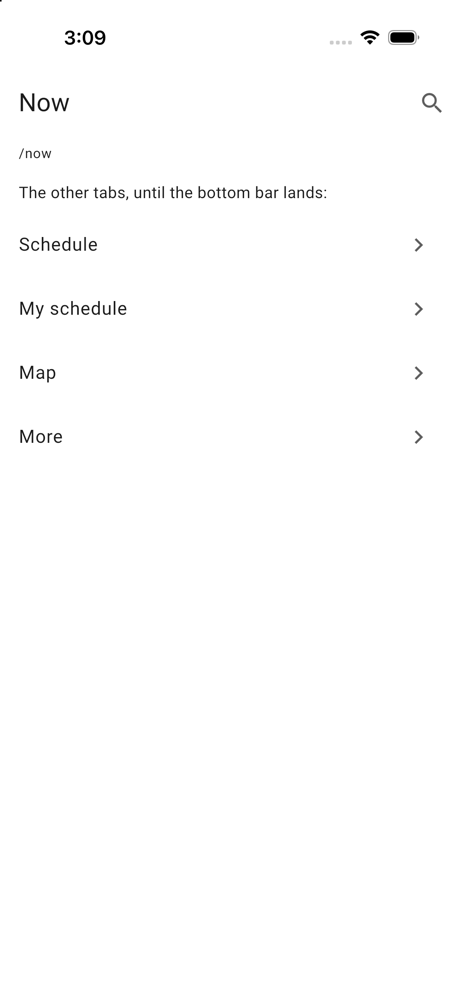 3:09
Now
/now
The other tabs, until the bottom bar lands:
Schedule
My schedule
Map
More